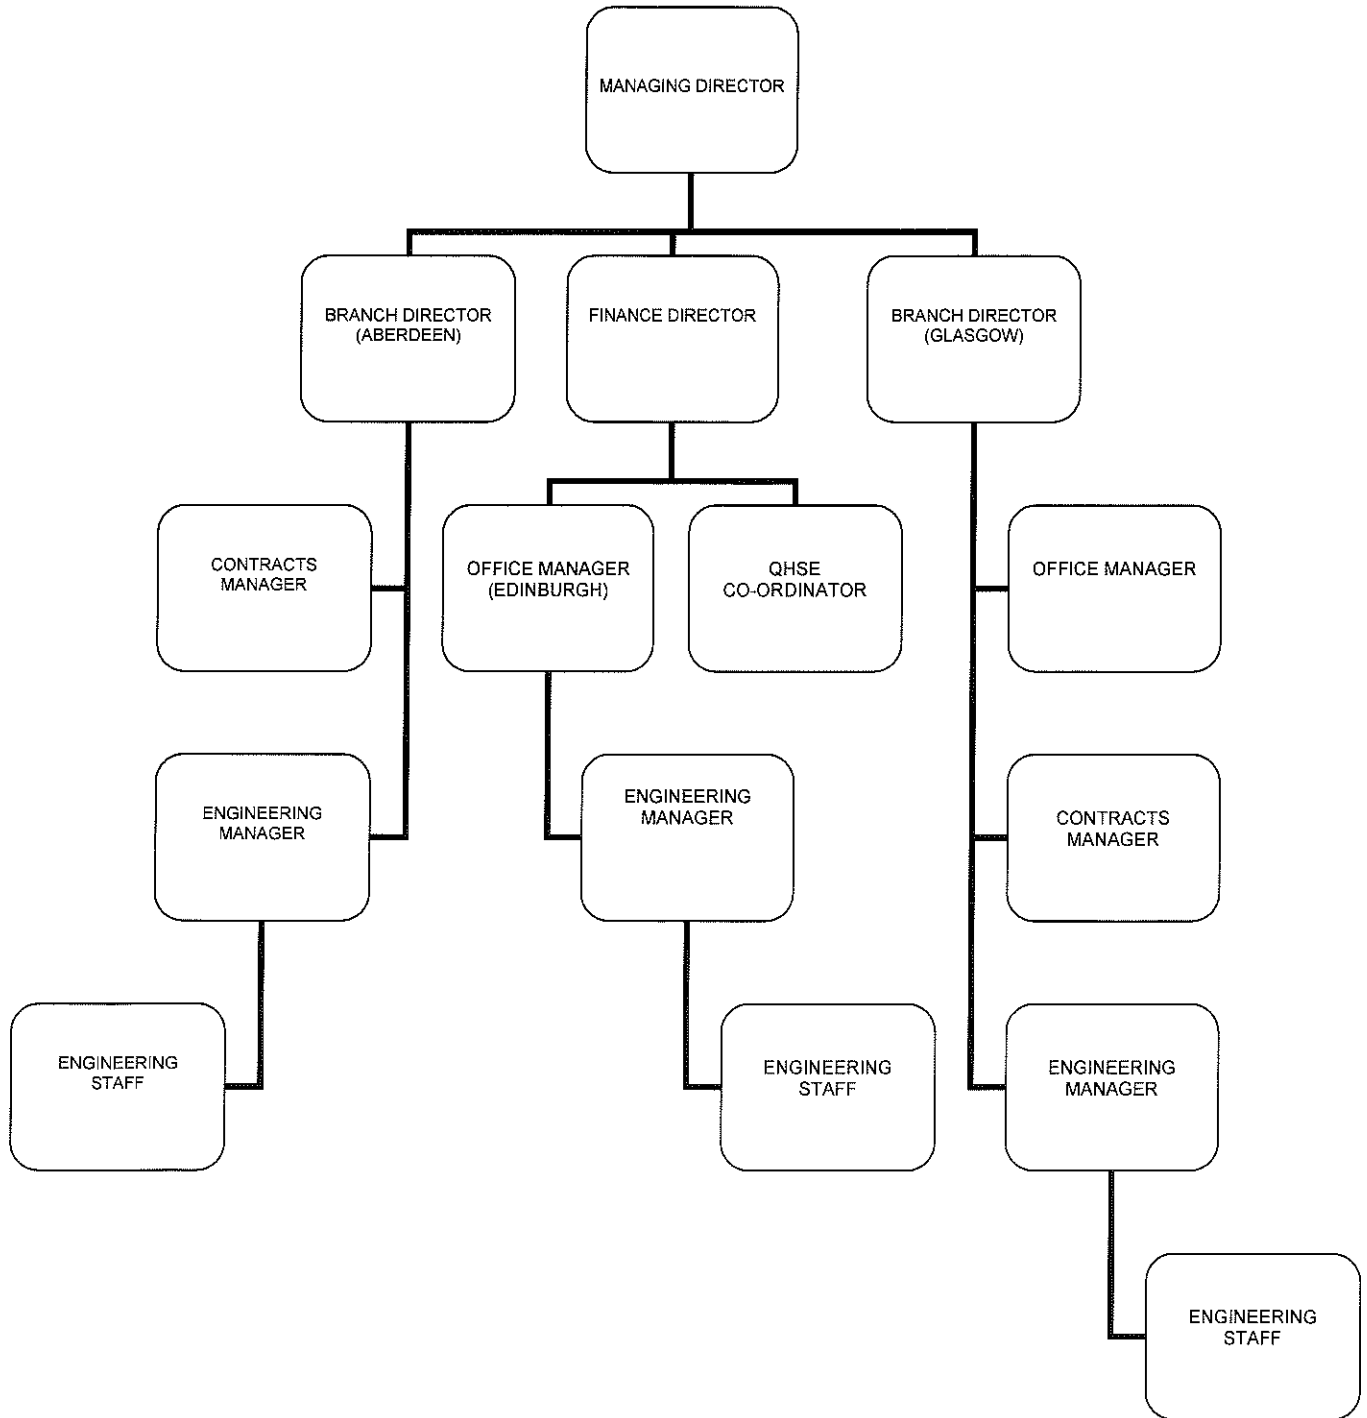 MANAGING DIRECTOR
BRANCH DIRECTOR
(ABERDEEN)
FINANCE DIRECTOR
BRANCH DIRECTOR
(GLASGOW)
CONTRACTS
MANAGER
OFFICE MANAGER
(EDINBURGH)
QHSE
CO-ORDINATOR
OFFICE MANAGER
ENGINEERING
MANAGER
ENGINEERING
MANAGER
CONTRACTS
MANAGER
ENGINEERING
STAFF
ENGINEERING
STAFF
ENGINEERING
MANAGER
ENGINEERING
STAFF